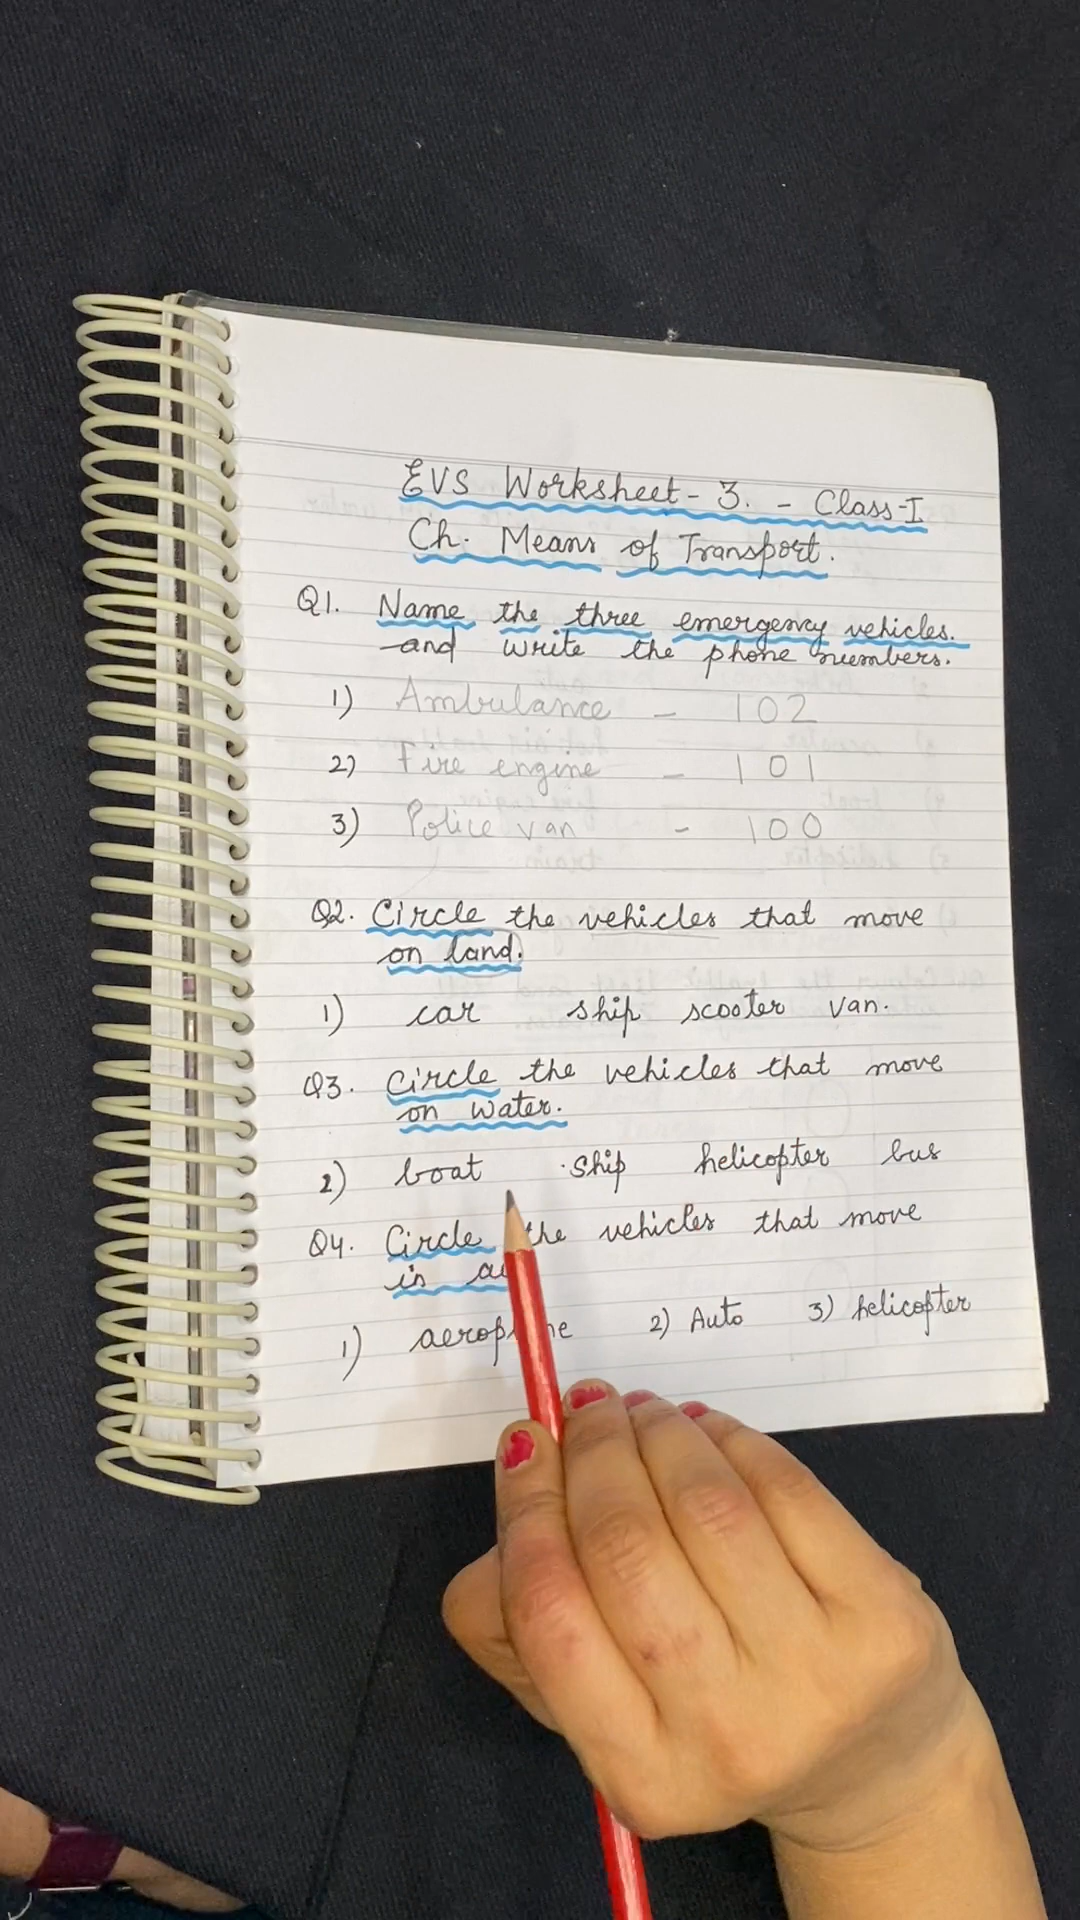 EVS Worksheet - 3. - Class-I
Ch. Means of Transport.
Q1. Name the three emergency vehicles.
and write the phone numbers.
1) Ambulance - 102
2) Fire engine - 101
3) Police van - 100
Q2. Circle the vehicles that move
on land.
1) car ship scooter van.
Q3. Circle the vehicles that move
on water.
2) boat ship helicopter bus
Q4. Circle the vehicles that move
in
1) 2) Auto 3) helicopter